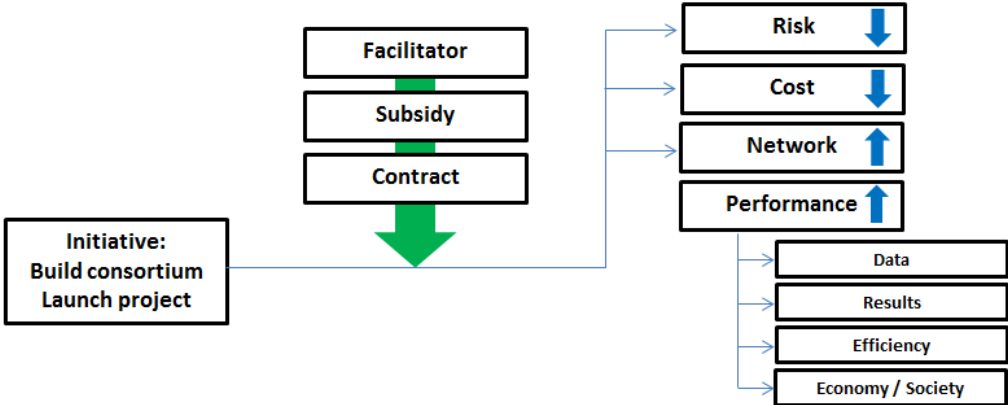 Facilitator
Subsidy
Contract
Initiative:
Build consortium
Launch project
Risk
Cost
Network
Performance
Data
Results
Efficiency
Economy / Society